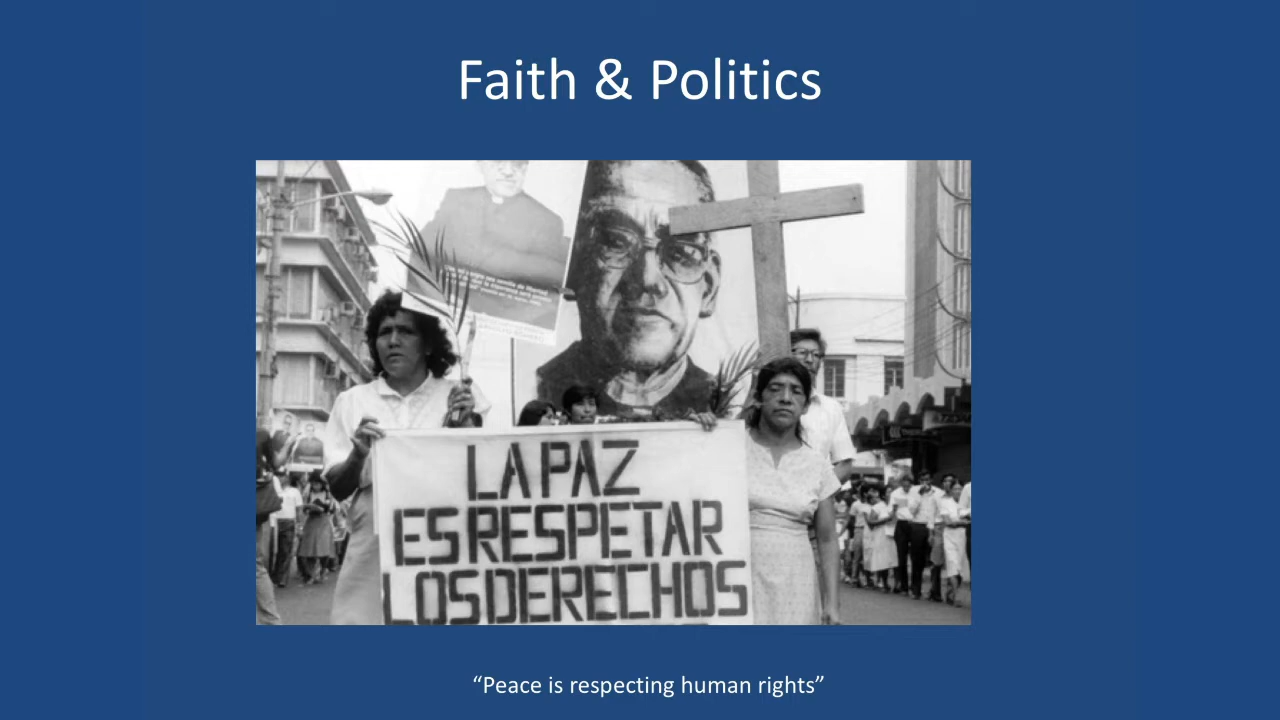 Faith & Politics
LA PAZ
ES RESPETAR
LOS DERECHOS
“Peace is respecting human rights”